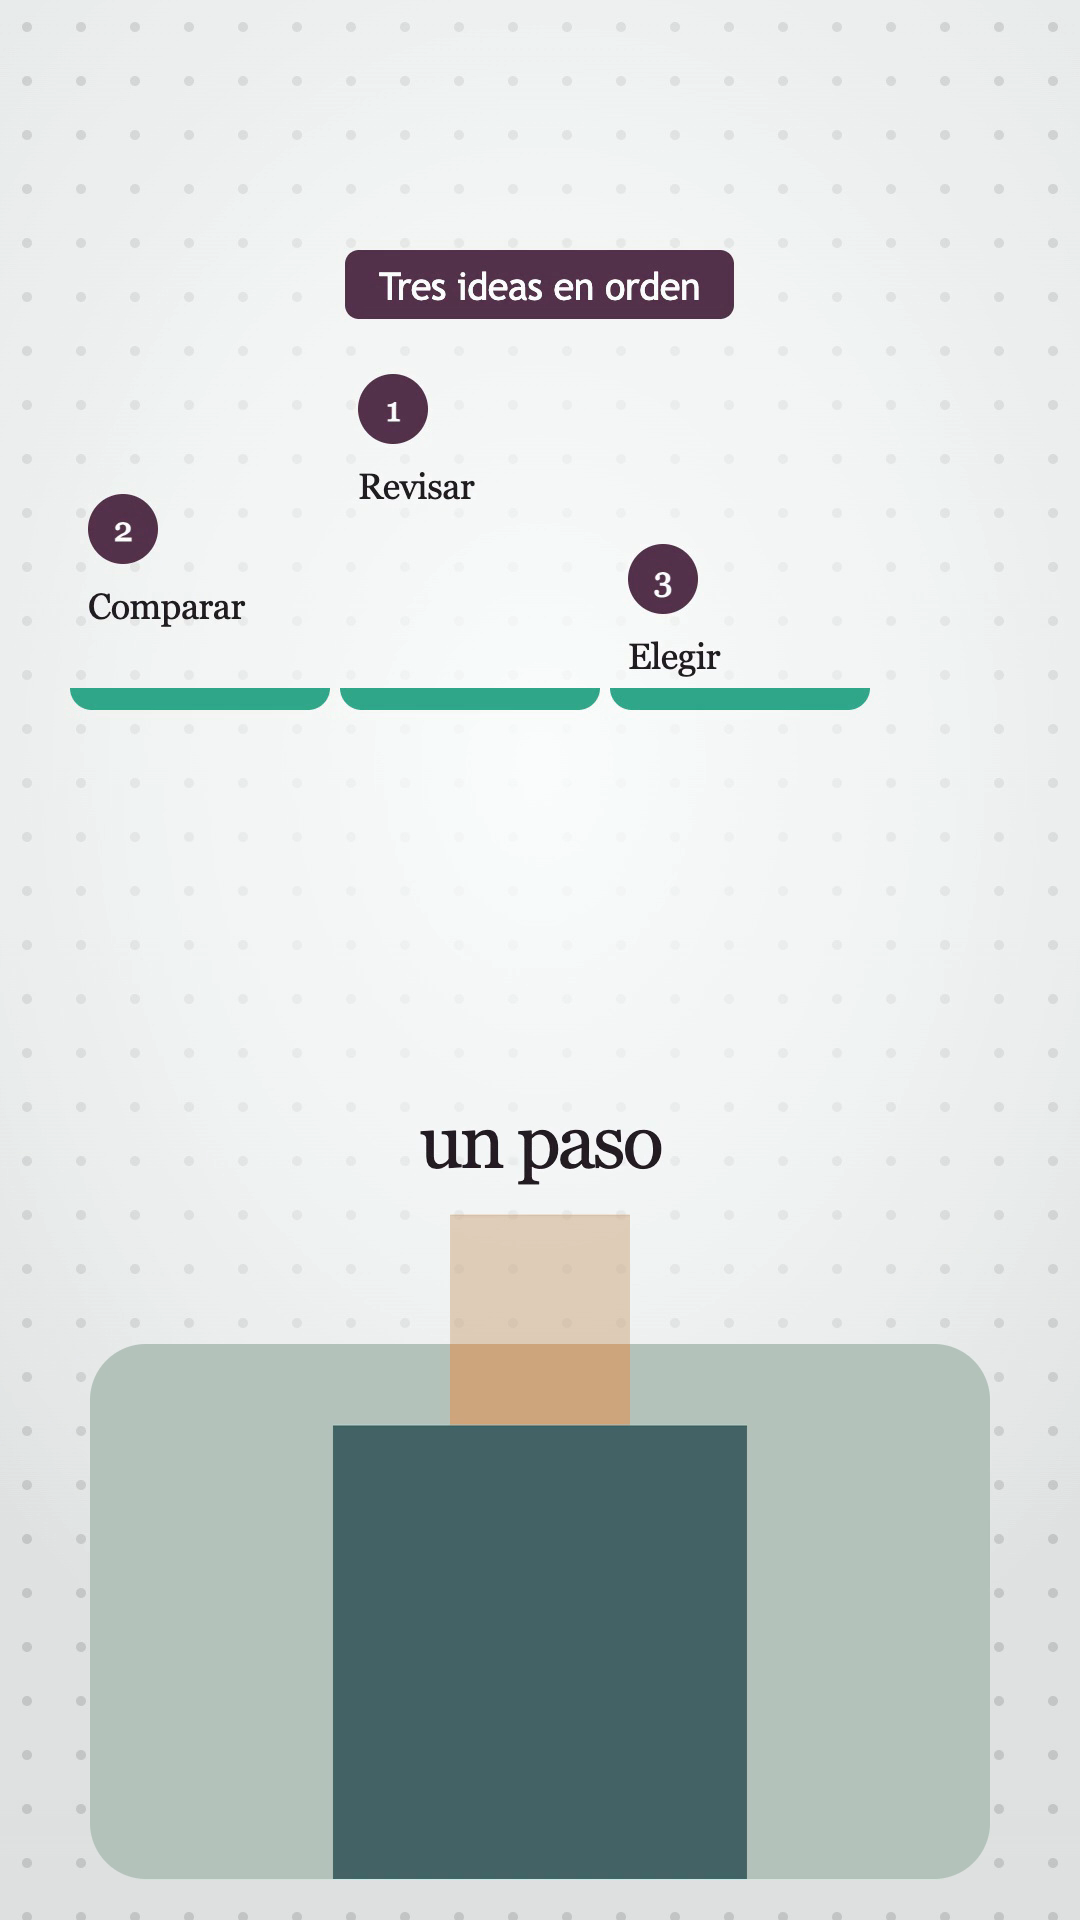 Tres ideas en orden
1
Revisar
2
Comparar
3
Elegir
un paso